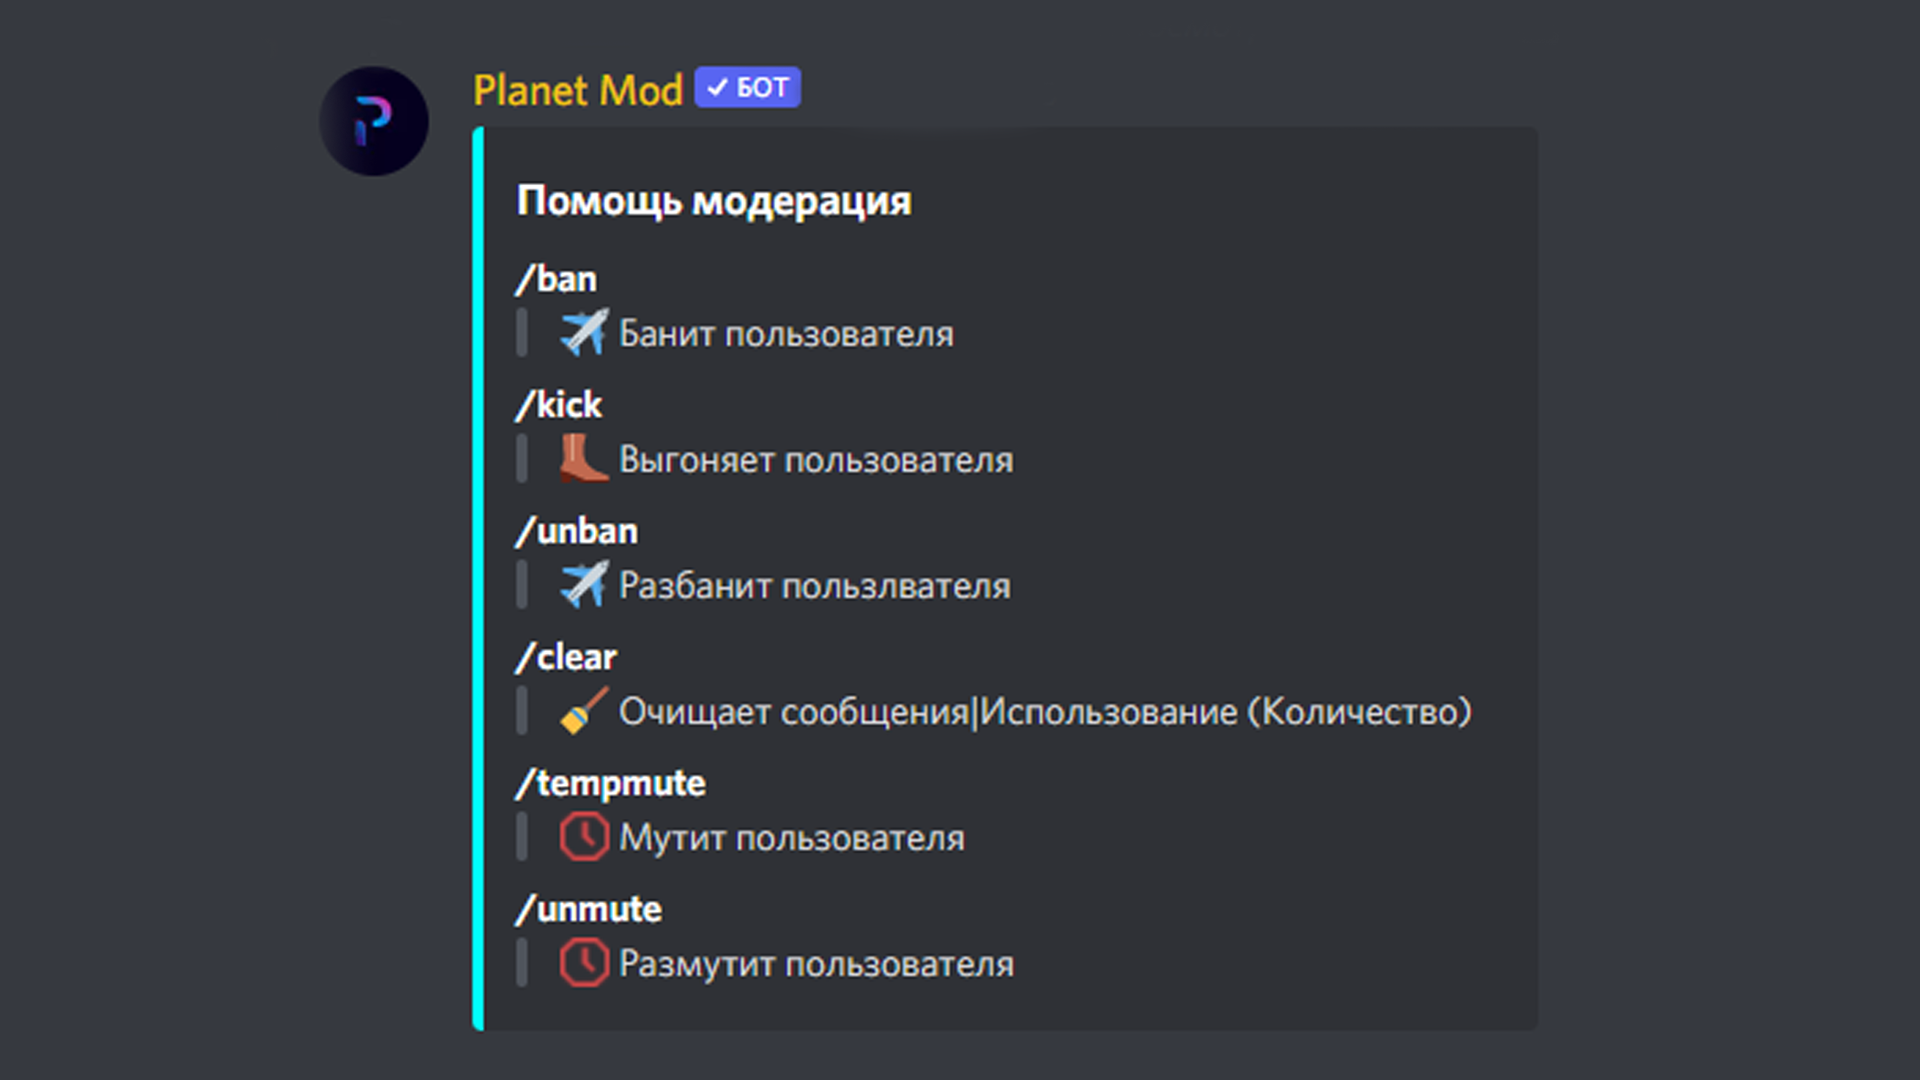 Planet Mod ✓ БОТ
Помощь модерация
/ban
Банит пользователя
/kick
Выгоняет пользователя
/unban
Разбанит пользлвателя
/clear
Очищает сообщения|Использование (Количество)
/tempmute
Мутит пользователя
/unmute
Размутит пользователя